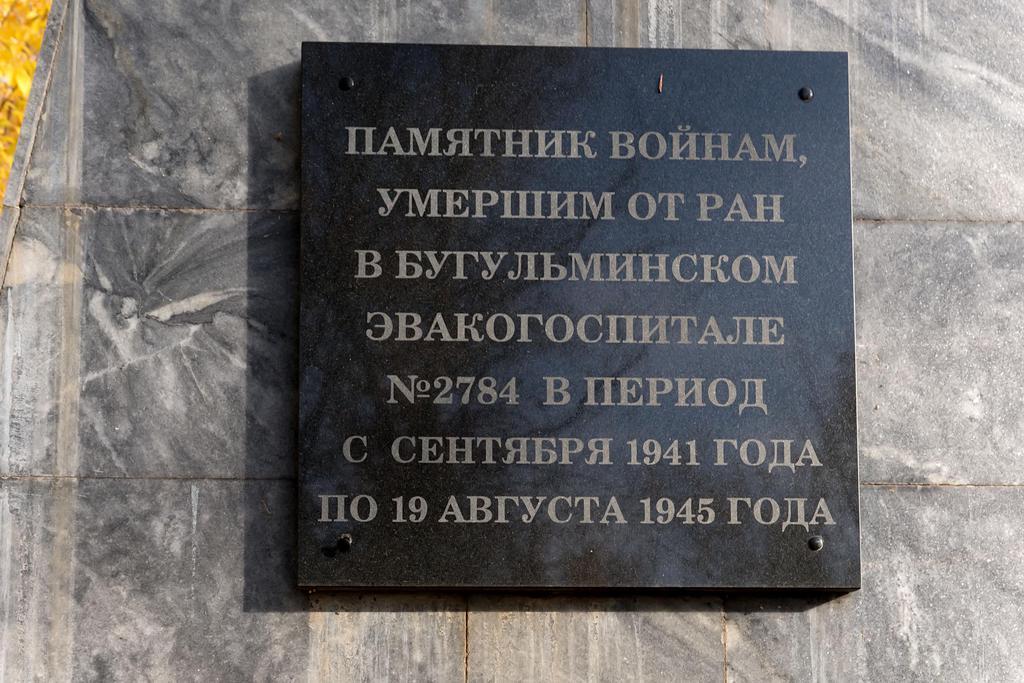 ПАМЯТНИК ВОЙНАМ,
УМЕРШИМ ОТ РАН
В БУГУЛЬМИНСКОМ
ЭВАКОГОСПИТАЛЕ
№2784 В ПЕРИОД
С СЕНТЯБРЯ 1941 ГОДА
ПО 19 АВГУСТА 1945 ГОДА